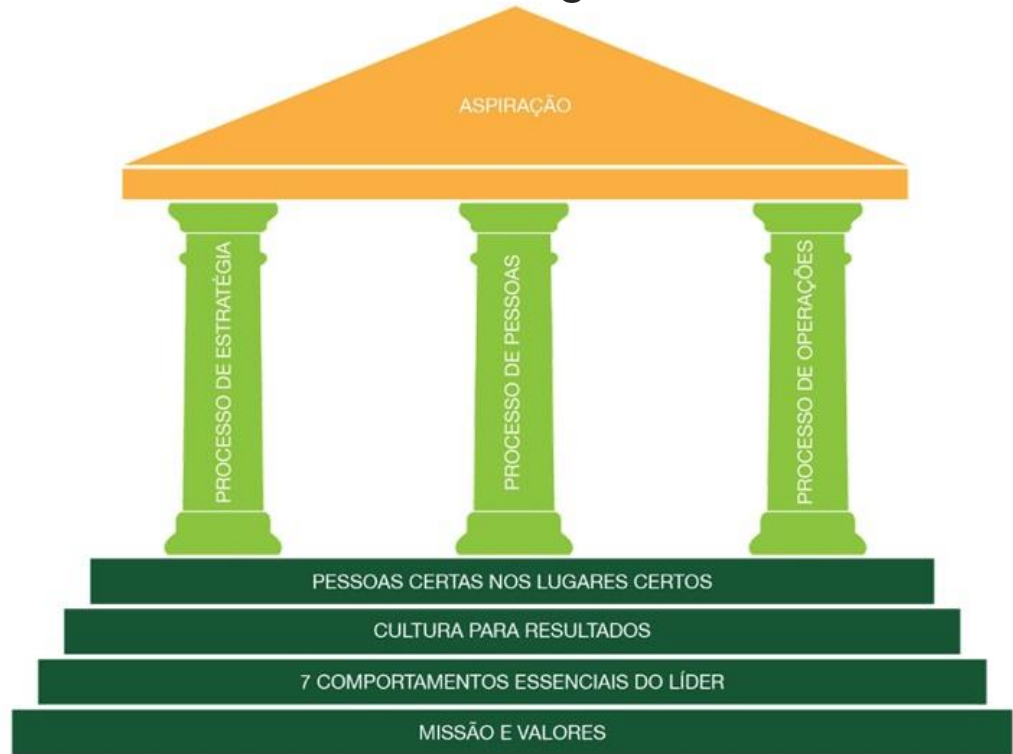 ASPIRAÇÃO
PROCESSO DE ESTRATÉGIA
PROCESSO DE PESSOAS
PROCESSO DE OPERAÇÕES
PESSOAS CERTAS NOS LUGARES CERTOS
CULTURA PARA RESULTADOS
7 COMPORTAMENTOS ESSENCIAIS DO LÍDER
MISSÃO E VALORES